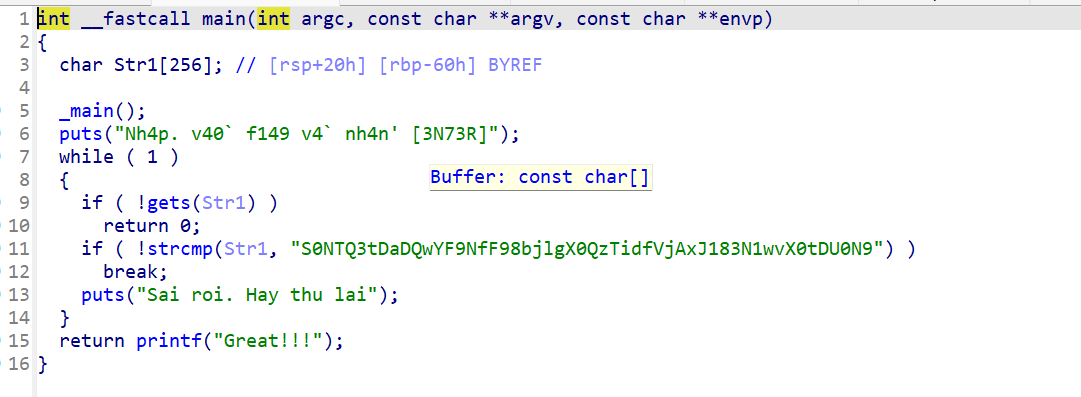 1 int __fastcall main(int argc, const char **argv, const char **envp)
2 {
3 char Str1[256]; // [rsp+20h] [rbp-60h] BYREF
4
5 _main();
6 puts("Nh4p. v40` f149 v4` nh4n' [3N73R]");
7 while ( 1 )
8 {
Buffer: const char[]
9 if ( !gets(Str1) )
10 return 0;
11 if ( !strcmp(Str1, "S0NTQ3tDaDQwYF9NfF98bjlgX0QzTidfVjAxJ183N1wvX0tDU0N9") )
12 break;
13 puts("Sai roi. Hay thu lai");
14 }
15 return printf("Great!!!");
16 }